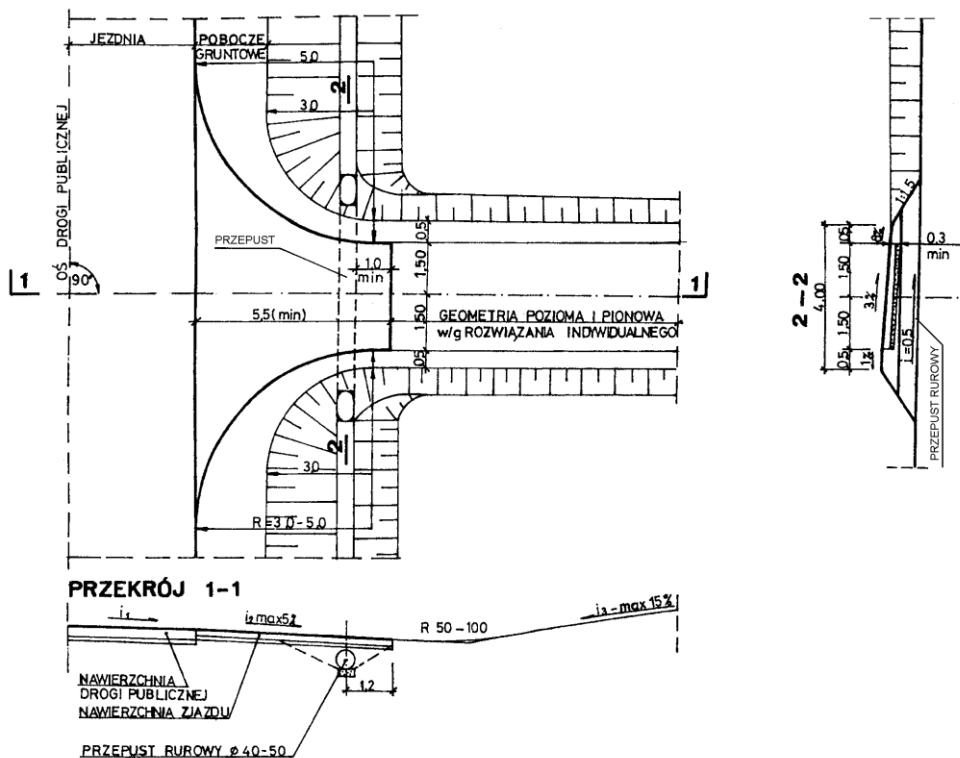 JEZDNIA
POBOCZE
GRUNTOWE
5,0
2
3,0
OŚ DROGI PUBLICZNEJ
90°
1
PRZEPUST
1,0
min
0,5
1,50
1,50
0,5
1
5,5(min)
GEOMETRIA POZIOMA I PIONOWA
w/g ROZWIĄZANIA INDYWIDUALNEGO
2
3,0
R=3,0-5,0
2-2
4,00
0,5
1,50
1,50
0,5
1:1,5
0,3
min
i=0,5
PRZEPUST RUROWY
PRZEKRÓJ 1-1
i₁
i₂ max5%
R 50-100
i₃-max 15%
1,2
NAWIERZCHNIA
DROGI PUBLICZNEJ
NAWIERZCHNIA ZJAZDU
PRZEPUST RUROWY ø 40-50